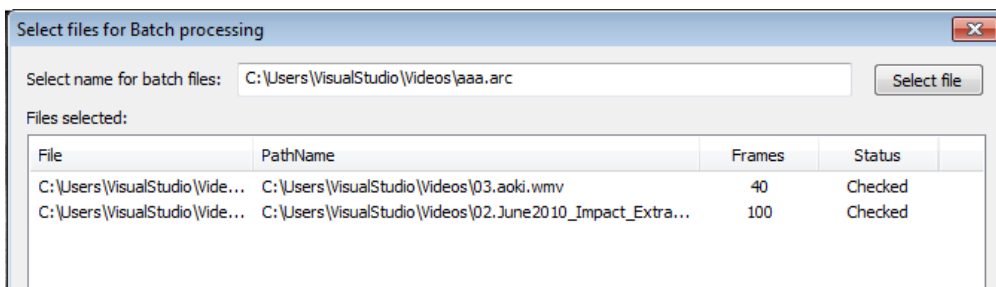 Select files for Batch processing
Select name for batch files: C:\Users\VisualStudio\Videos\aaa.arc Select file
Files selected:
File PathName Frames Status
C:\Users\VisualStudio\Vide... C:\Users\VisualStudio\Videos\03.aoki.wmv 40 Checked
C:\Users\VisualStudio\Vide... C:\Users\VisualStudio\Videos\02.June2010_Impact_Extra... 100 Checked